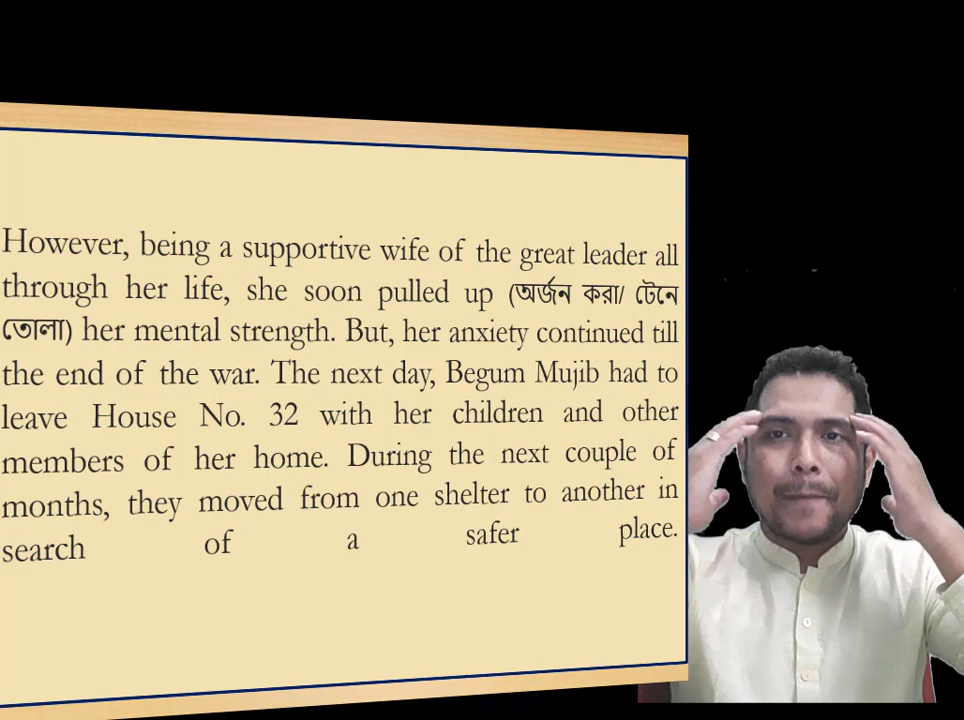 However, being a supportive wife of the great leader all
through her life, she soon pulled up (অর্জন করা/ টেনে
তোলা) her mental strength. But, her anxiety continued till
the end of the war. The next day, Begum Mujib had to
leave House No. 32 with her children and other
members of her home. During the next couple of
months, they moved from one shelter to another in
search of a safer place.